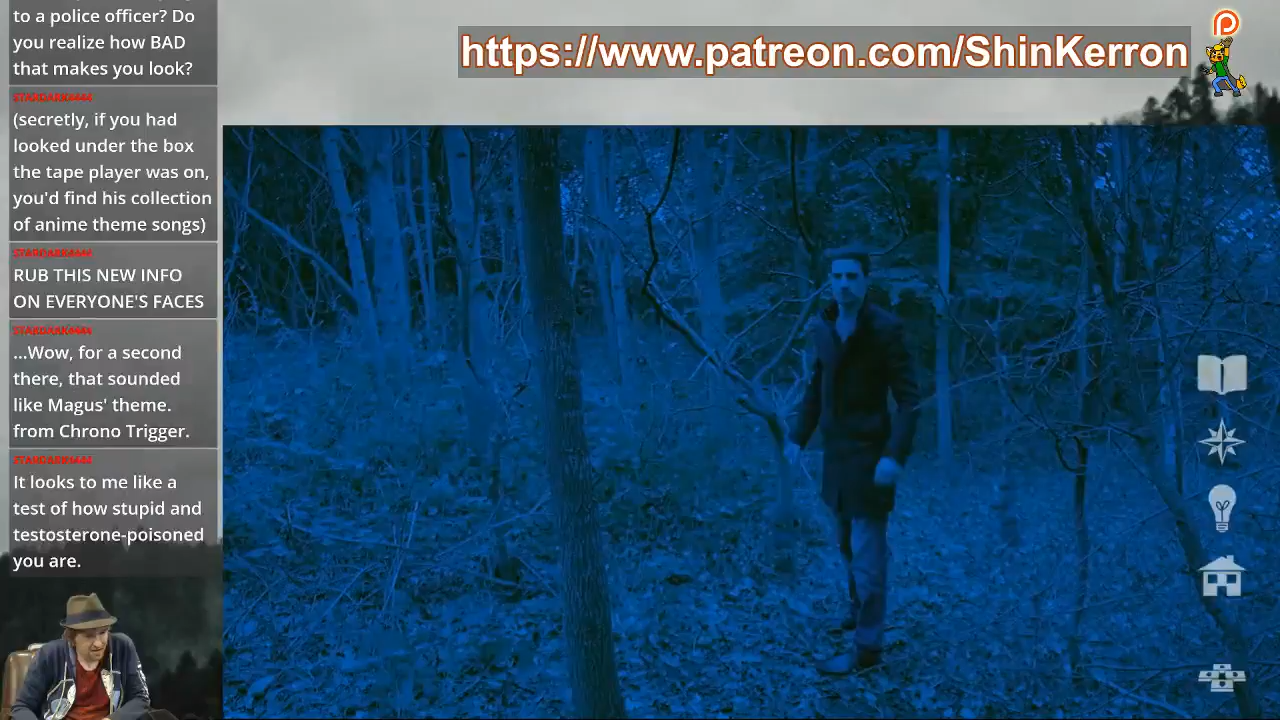 to a police officer? Do
you realize how BAD
that makes you look?
(secretly, if you had
looked under the box
the tape player was on,
you'd find his collection
of anime theme songs)
RUB THIS NEW INFO
ON EVERYONE'S FACES
...Wow, for a second
there, that sounded
like Magus' theme.
from Chrono Trigger.
It looks to me like a
test of how stupid and
testosterone-poisoned
you are.
https://www.patreon.com/ShinKerron